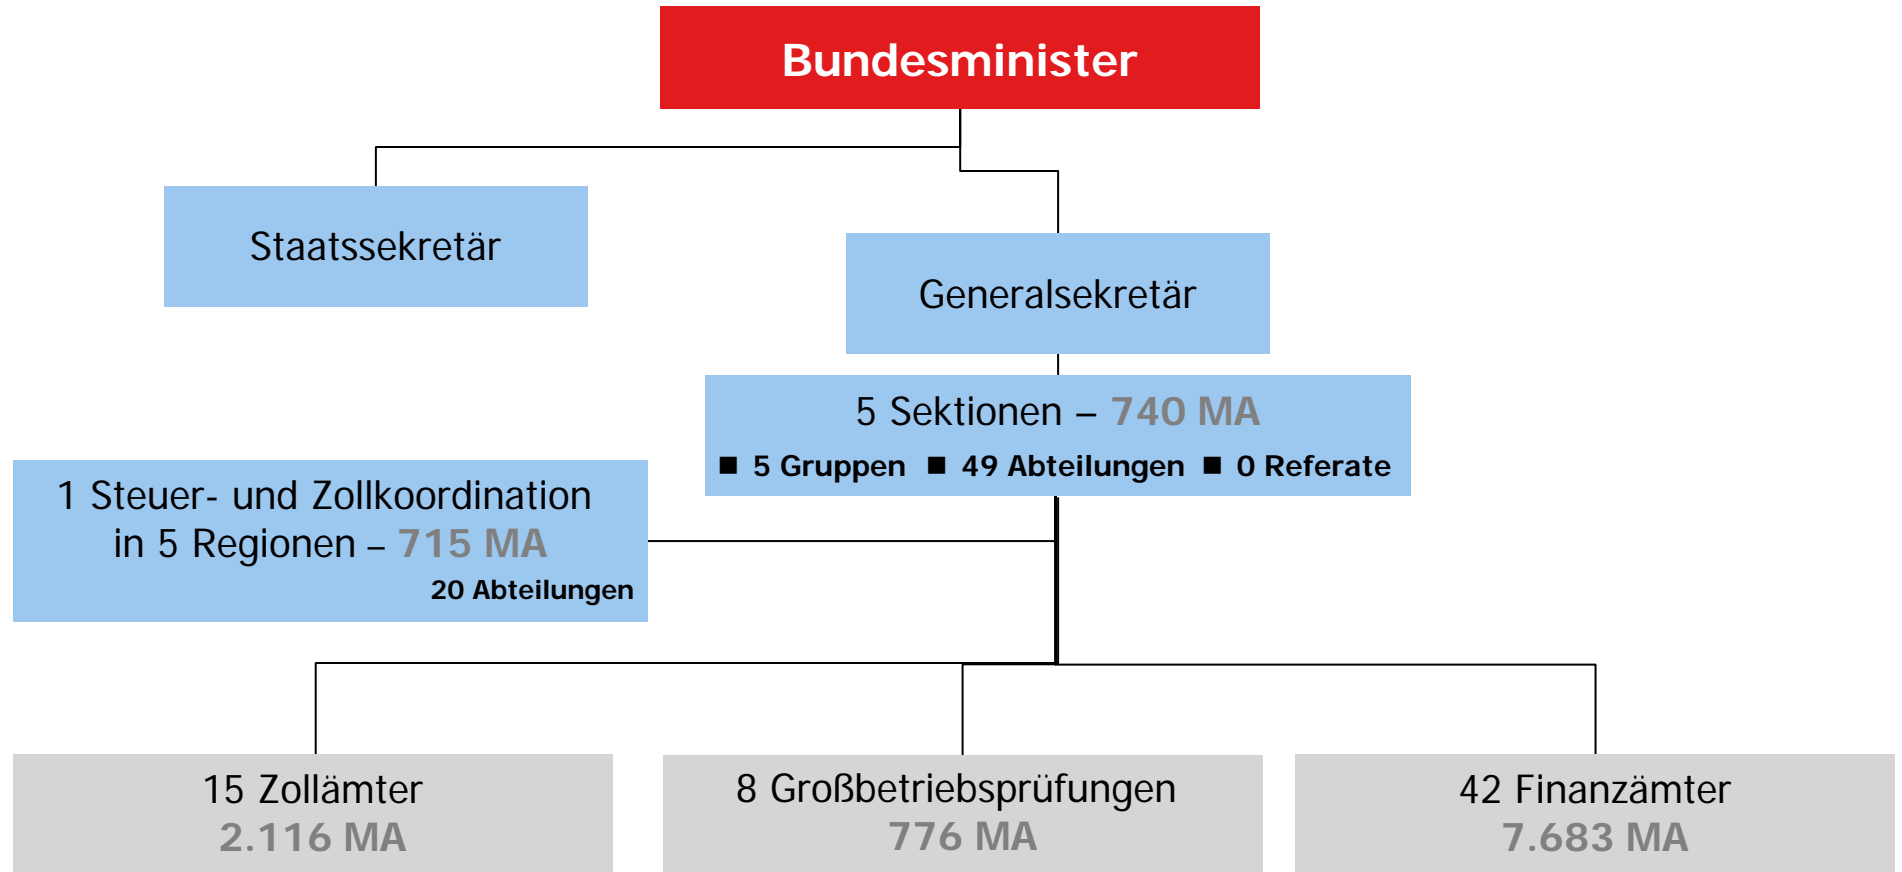 Bundesminister
Staatssekretär
Generalsekretär
5 Sektionen – 740 MA
■ 5 Gruppen ■ 49 Abteilungen ■ 0 Referate
1 Steuer- und Zollkoordination
in 5 Regionen – 715 MA
20 Abteilungen
15 Zollämter
2.116 MA
8 Großbetriebsprüfungen
776 MA
42 Finanzämter
7.683 MA